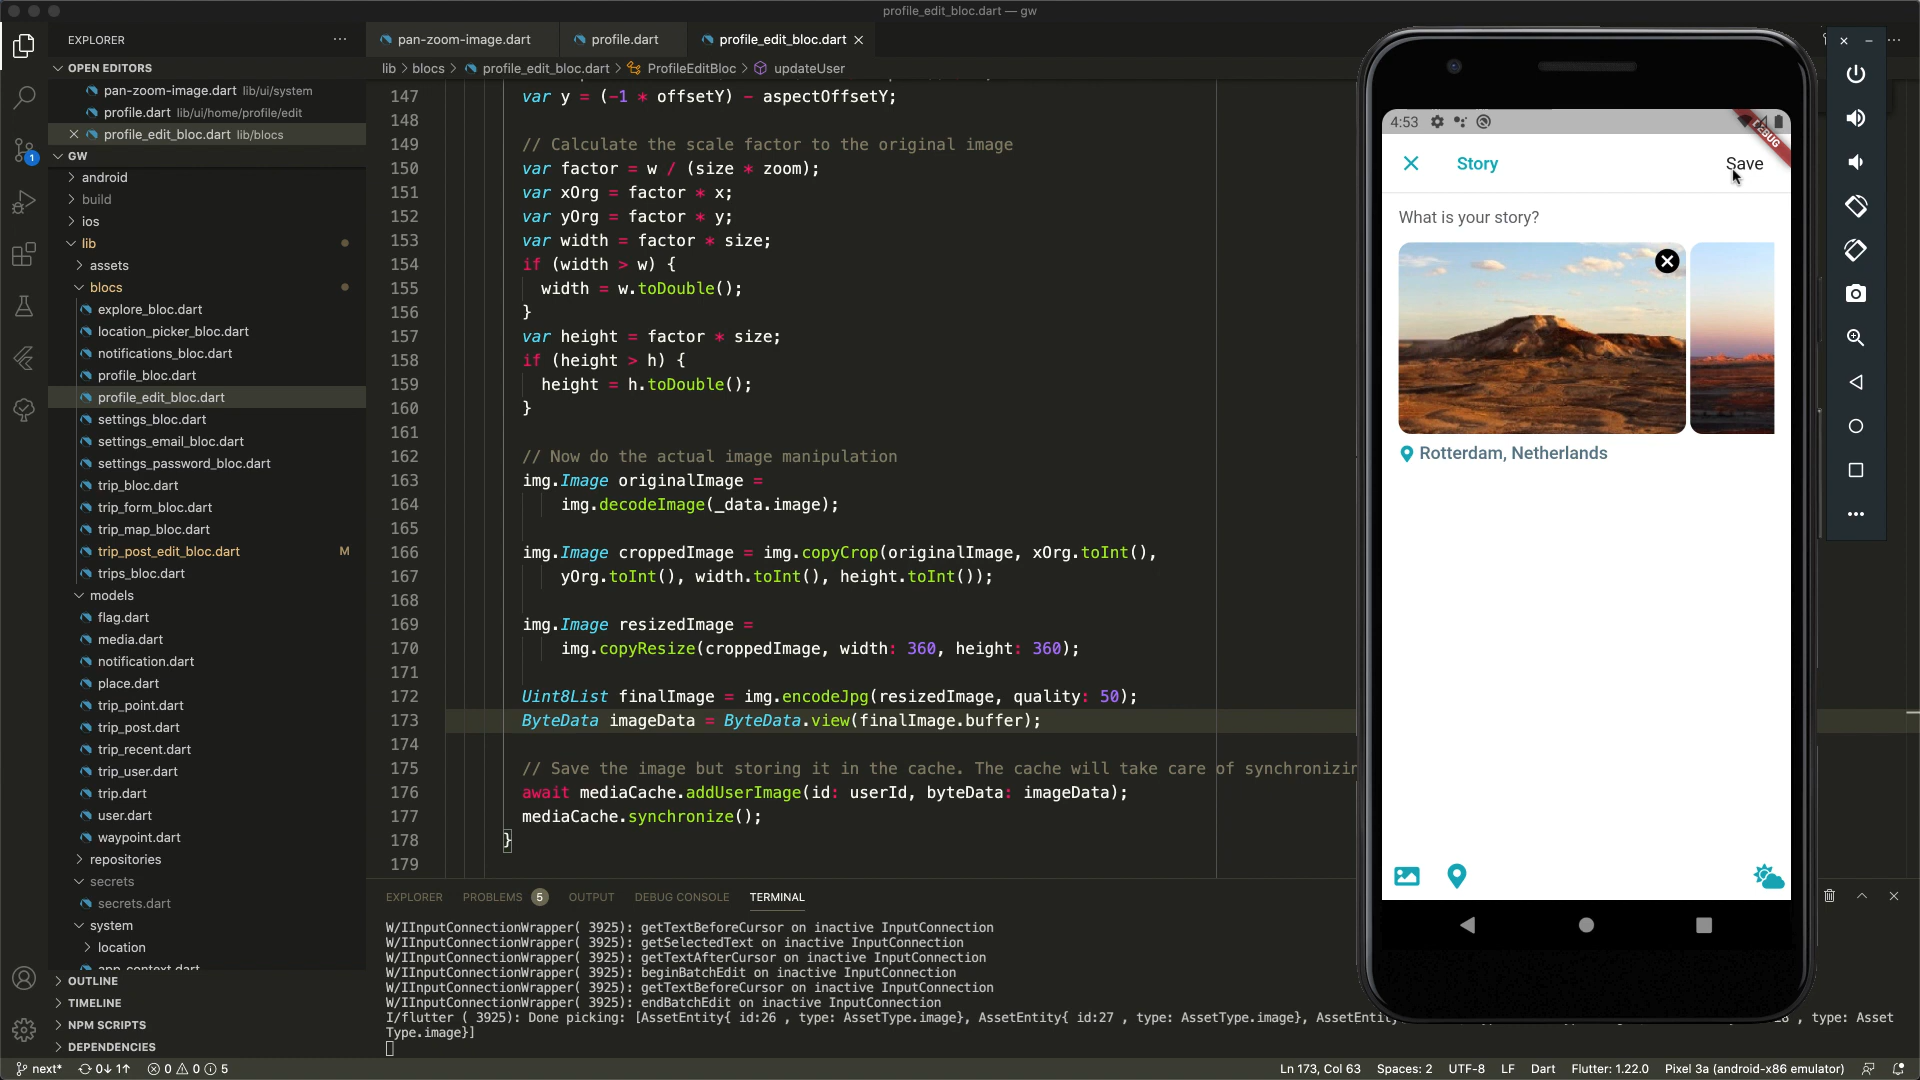 profile_edit_bloc.dart — gw
EXPLORER
OPEN EDITORS
pan-zoom-image.dart lib/ui/system
profile.dart lib/ui/home/profile/edit
profile_edit_bloc.dart lib/blocs
GW
android
build
ios
lib
assets
blocs
explore_bloc.dart
location_picker_bloc.dart
notifications_bloc.dart
profile_bloc.dart
profile_edit_bloc.dart
settings_bloc.dart
settings_email_bloc.dart
settings_password_bloc.dart
trip_bloc.dart
trip_form_bloc.dart
trip_map_bloc.dart
trip_post_edit_bloc.dart M
trips_bloc.dart
models
flag.dart
media.dart
notification.dart
place.dart
trip_point.dart
trip_post.dart
trip_recent.dart
trip_user.dart
trip.dart
user.dart
waypoint.dart
repositories
secrets
secrets.dart
system
location
app_context.dart
OUTLINE
TIMELINE
NPM SCRIPTS
DEPENDENCIES
1
pan-zoom-image.dart profile.dart profile_edit_bloc.dart
lib > blocs > profile_edit_bloc.dart > ProfileEditBloc > updateUser
147 var y = (-1 * offsetY) - aspectOffsetY;
148
149 // Calculate the scale factor to the original image
150 var factor = w / (size * zoom);
151 var xOrg = factor * x;
152 var yOrg = factor * y;
153 var width = factor * size;
154 if (width > w) {
155 width = w.toDouble();
156 }
157 var height = factor * size;
158 if (height > h) {
159 height = h.toDouble();
160 }
161
162 // Now do the actual image manipulation
163 img.Image originalImage =
164 img.decodeImage(_data.image);
165
166 img.Image croppedImage = img.copyCrop(originalImage, xOrg.toInt(),
167 yOrg.toInt(), width.toInt(), height.toInt());
168
169 img.Image resizedImage =
170 img.copyResize(croppedImage, width: 360, height: 360);
171
172 Uint8List finalImage = img.encodeJpg(resizedImage, quality: 50);
173 ByteData imageData = ByteData.view(finalImage.buffer);
174
175 // Save the image but storing it in the cache. The cache will take care of synchronizin
176 await mediaCache.addUserImage(id: userId, byteData: imageData);
177 mediaCache.synchronize();
178 }
179
EXPLORER PROBLEMS 5 OUTPUT DEBUG CONSOLE TERMINAL
W/IInputConnectionWrapper( 3925): getTextBeforeCursor on inactive InputConnection
W/IInputConnectionWrapper( 3925): getSelectedText on inactive InputConnection
W/IInputConnectionWrapper( 3925): getTextAfterCursor on inactive InputConnection
W/IInputConnectionWrapper( 3925): beginBatchEdit on inactive InputConnection
W/IInputConnectionWrapper( 3925): getTextBeforeCursor on inactive InputConnection
W/IInputConnectionWrapper( 3925): endBatchEdit on inactive InputConnection
I/flutter ( 3925): Done picking: [AssetEntity{ id:26 , type: AssetType.image}, AssetEntity{ id:27 , type: AssetType.image}, AssetEntity , type: Asset
Type.image}]
4:53
DEBUG
Story Save
What is your story?
Rotterdam, Netherlands
next* 0↓ 1↑ 0 0 5 Ln 173, Col 63 Spaces: 2 UTF-8 LF Dart Flutter: 1.22.0 Pixel 3a (android-x86 emulator)